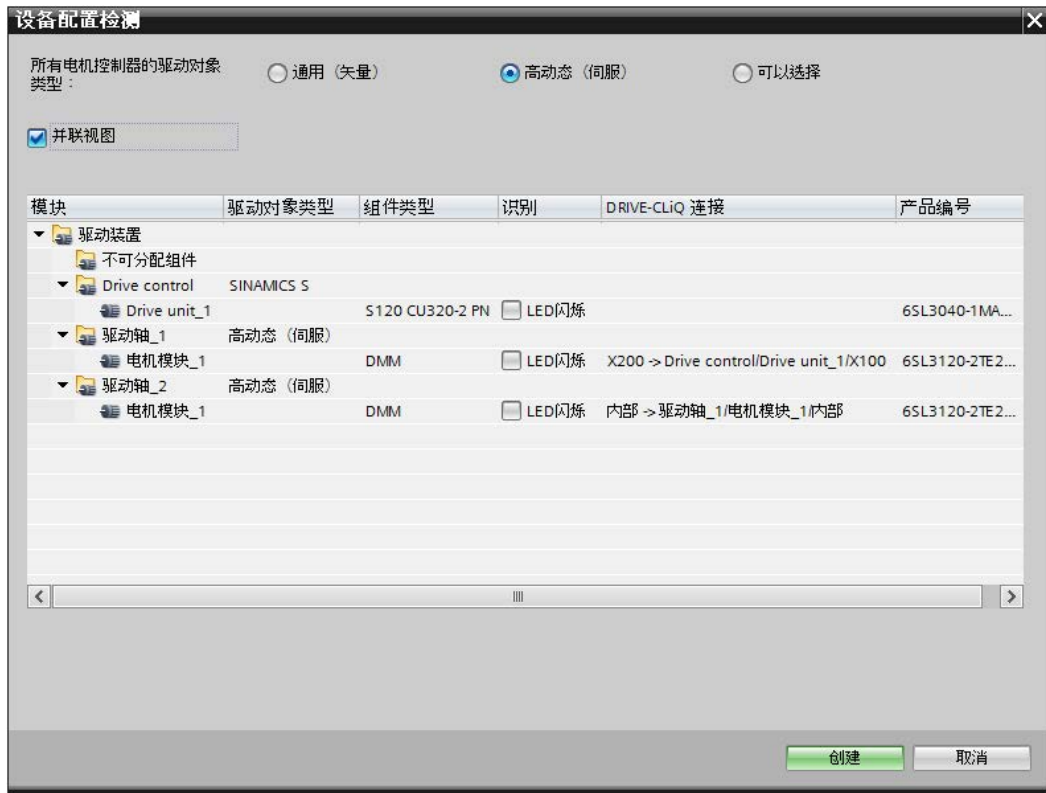 设备配置检测
所有电机控制器的驱动对象
类型：
通用（矢量） 高动态（伺服） 可以选择
并联视图
模块 驱动对象类型 组件类型 识别 DRIVE-CLiQ 连接 产品编号
驱动装置
不可分配组件
Drive control SINAMICS S
Drive unit_1 S120 CU320-2 PN LED闪烁 6SL3040-1MA...
驱动轴_1 高动态（伺服）
电机模块_1 DMM LED闪烁 X200 -> Drive control/Drive unit_1/X100 6SL3120-2TE2...
驱动轴_2 高动态（伺服）
电机模块_1 DMM LED闪烁 内部 -> 驱动轴_1/电机模块_1/内部 6SL3120-2TE2...
创建 取消